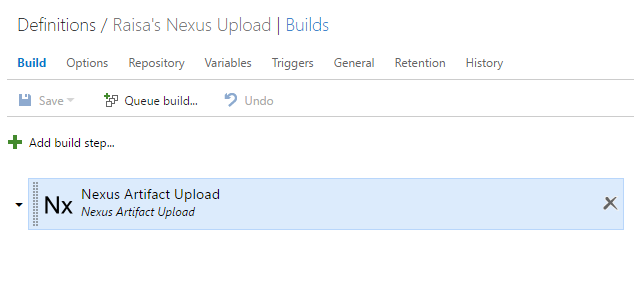 Definitions / Raisa's Nexus Upload | Builds
Build Options Repository Variables Triggers General Retention History
Save Queue build... Undo
Add build step...
Nx Nexus Artifact Upload
Nexus Artifact Upload